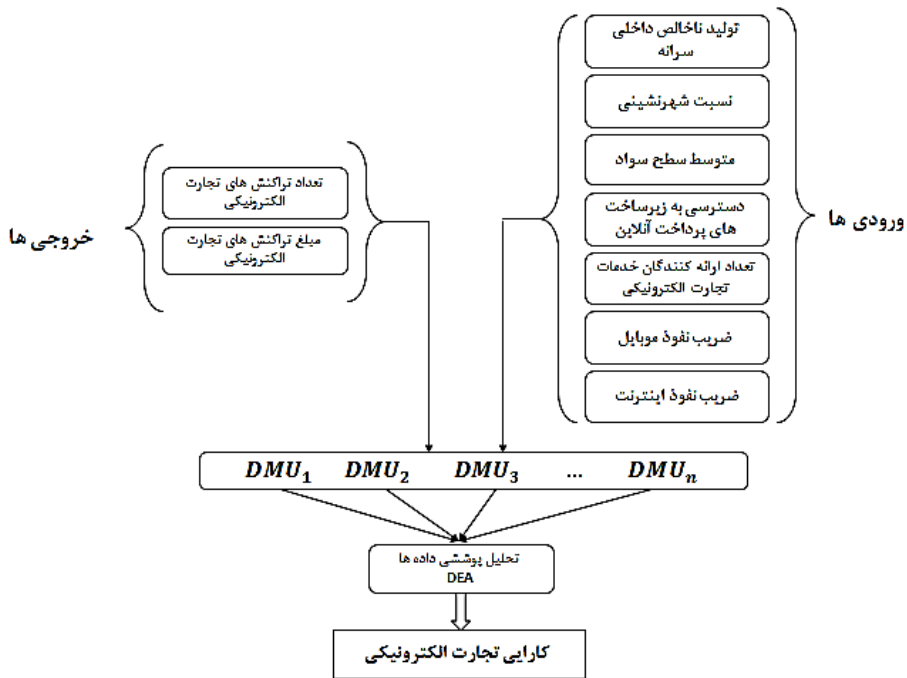 ورودی ها
تولید ناخالص داخلی
سرانه
نسبت شهرنشینی
متوسط سطح سواد
دسترسی به زیرساخت
های پرداخت آنلاین
تعداد ارائه کنندگان خدمات
تجارت الکترونیکی
ضریب نفوذ موبایل
ضریب نفوذ اینترنت
خروجی ها
تعداد تراکنش های تجارت
الکترونیکی
مبلغ تراکنش های تجارت
الکترونیکی
DMU₁ DMU₂ DMU₃ ... DMUₙ
تحلیل پوششی داده ها
DEA
کارایی تجارت الکترونیکی